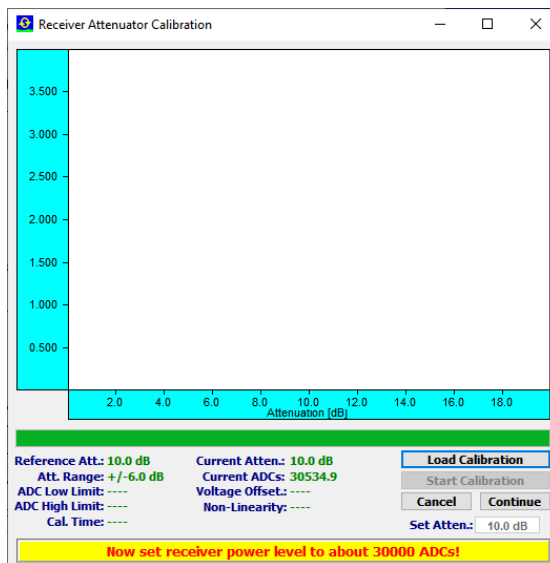 Receiver Attenuator Calibration
3.500
3.000
2.500
2.000
1.500
1.000
0.500
2.0 4.0 6.0 8.0 10.0 12.0 14.0 16.0 18.0
Attenuation [dB]
Reference Att.: 10.0 dB Current Atten.: 10.0 dB Load Calibration
Att. Range: +/-6.0 dB Current ADCs: 30534.9 Start Calibration
ADC Low Limit: ---- Voltage Offset.: ----
ADC High Limit: ---- Non-Linearity: ---- Cancel Continue
Cal. Time: ---- Set Atten.: 10.0 dB
Now set receiver power level to about 30000 ADCs!